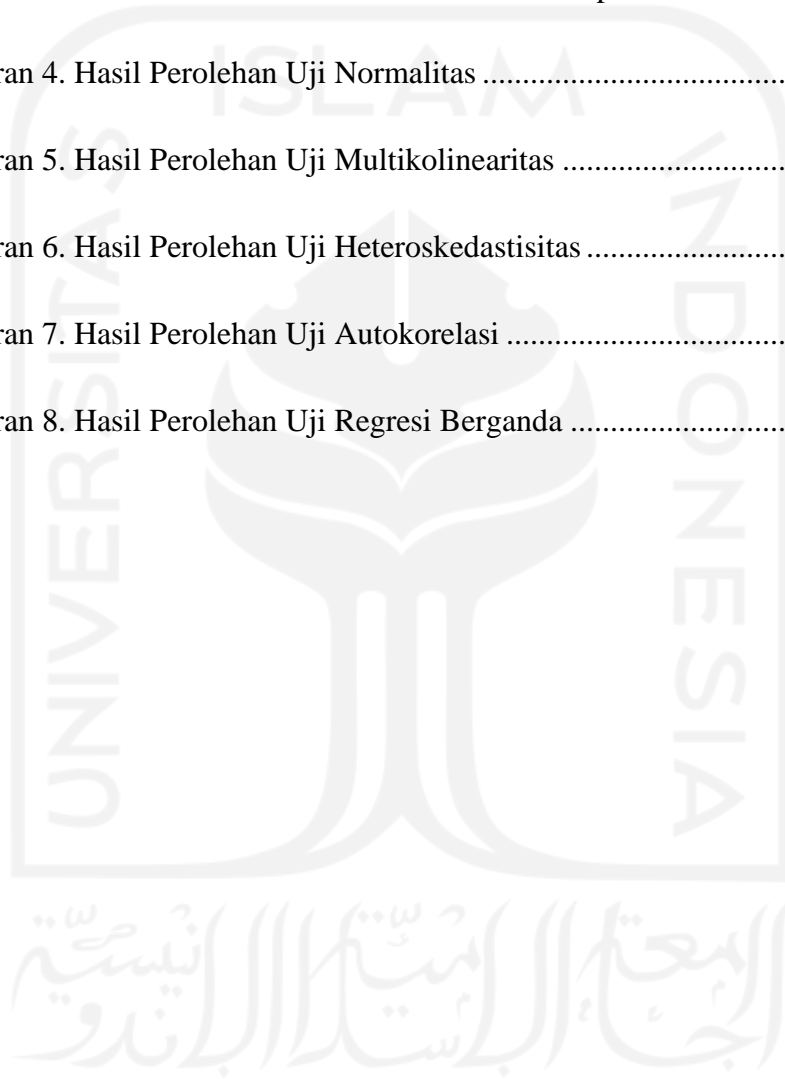 ran 4. Hasil Perolehan Uji Normalitas ......................................
ran 5. Hasil Perolehan Uji Multikolinearitas ............................
ran 6. Hasil Perolehan Uji Heteroskedastisitas .........................
ran 7. Hasil Perolehan Uji Autokorelasi ...................................
ran 8. Hasil Perolehan Uji Regresi Berganda ...........................
ISLAM
UNIVERSITAS
INDONESIA